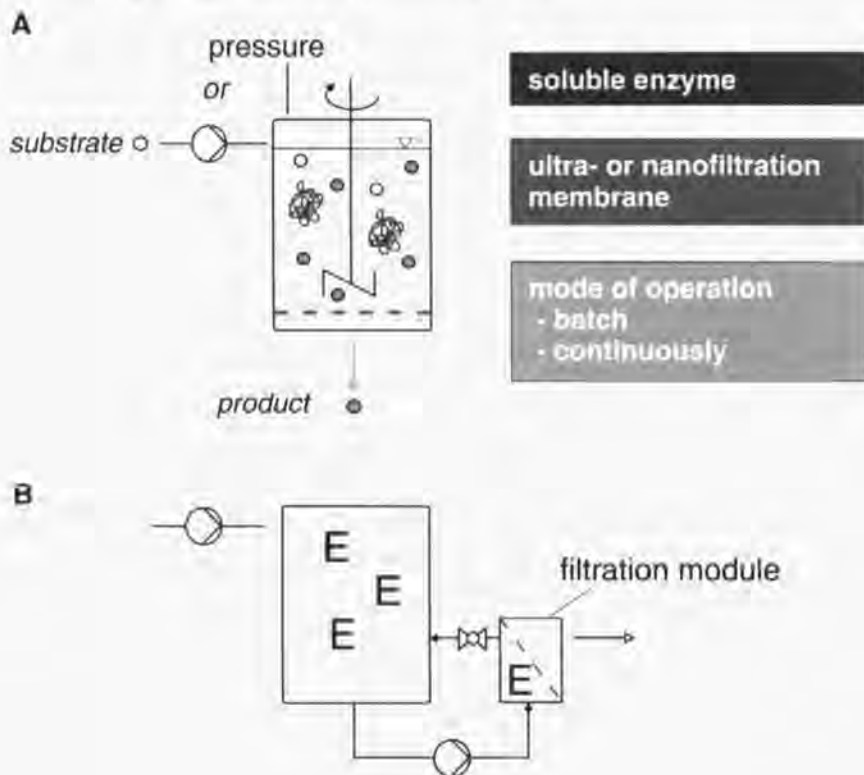 A
pressure
or
substrate
soluble enzyme
ultra- or nanofiltration
membrane
mode of operation
- batch
- continuously
product
B
E
E
E
filtration module
E